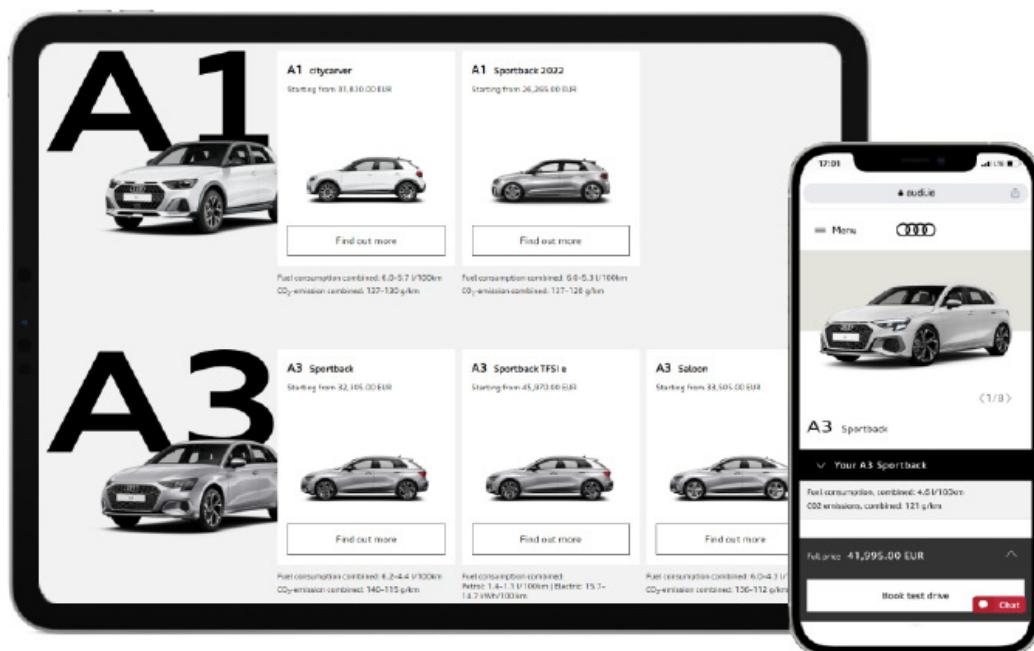 A1
A1 citycarver
Starting from 31,830.00 EUR
Find out more
Fuel consumption combined: 6.0–5.7 l/100km
CO₂-emission combined: 137–130 g/km
A1 Sportback 2022
Starting from 26,265.00 EUR
Find out more
Fuel consumption combined: 6.0–5.3 l/100km
CO₂-emission combined: 137–120 g/km
A3
A3 Sportback
Starting from 32,305.00 EUR
Find out more
Fuel consumption combined: 6.2–4.4 l/100km
CO₂-emission combined: 140–115 g/km
A3 Sportback TFSI e
Starting from 45,970.00 EUR
Find out more
Fuel consumption combined:
Petrol: 1.4–1.1 l/100km | Electric: 15.7–
14.7 kWh/100km
A3 Saloon
Starting from 33,505.00 EUR
Find out more
Fuel consumption combined: 6.0–4.3 l/
CO₂-emission combined: 136–112 g/km
17:01
LTE
audi.ie
Menu
(1/8)
A3 Sportback
Your A3 Sportback
Fuel consumption, combined: 4.6 l/100km
CO2 emissions, combined: 121 g/km
Full price 41,995.00 EUR
Book test drive
Chat